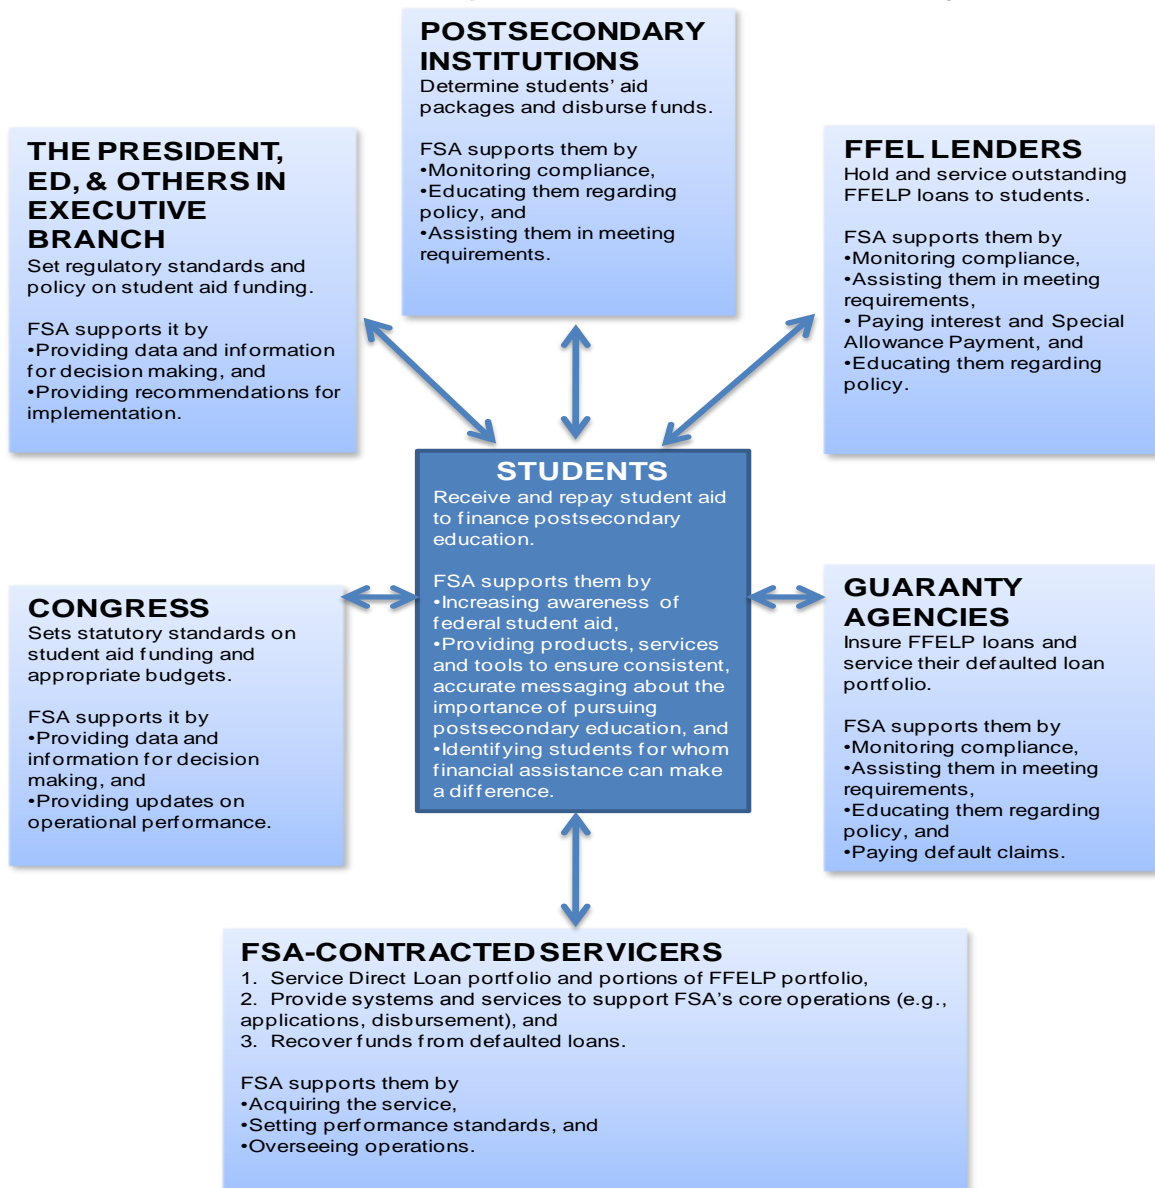 POSTSECONDARY
INSTITUTIONS
Determine students' aid
packages and disburse funds.
FSA supports them by
•Monitoring compliance,
•Educating them regarding
policy, and
•Assisting them in meeting
requirements.
THE PRESIDENT,
ED, & OTHERS IN
EXECUTIVE
BRANCH
Set regulatory standards and
policy on student aid funding.
FSA supports it by
•Providing data and information
for decision making, and
•Providing recommendations for
implementation.
FFEL LENDERS
Hold and service outstanding
FFELP loans to students.
FSA supports them by
•Monitoring compliance,
•Assisting them in meeting
requirements,
• Paying interest and Special
Allowance Payment, and
•Educating them regarding
policy.
STUDENTS
Receive and repay student aid
to finance postsecondary
education.
FSA supports them by
•Increasing awareness of
federal student aid,
•Providing products, services
and tools to ensure consistent,
accurate messaging about the
importance of pursuing
postsecondary education, and
•Identifying students for whom
financial assistance can make
a difference.
CONGRESS
Sets statutory standards on
student aid funding and
appropriate budgets.
FSA supports it by
•Providing data and
information for decision
making, and
•Providing updates on
operational performance.
GUARANTY
AGENCIES
Insure FFELP loans and
service their defaulted loan
portfolio.
FSA supports them by
•Monitoring compliance,
•Assisting them in meeting
requirements,
•Educating them regarding
policy, and
•Paying default claims.
FSA-CONTRACTED SERVICERS
1. Service Direct Loan portfolio and portions of FFELP portfolio,
2. Provide systems and services to support FSA's core operations (e.g.,
applications, disbursement), and
3. Recover funds from defaulted loans.
FSA supports them by
•Acquiring the service,
•Setting performance standards, and
•Overseeing operations.